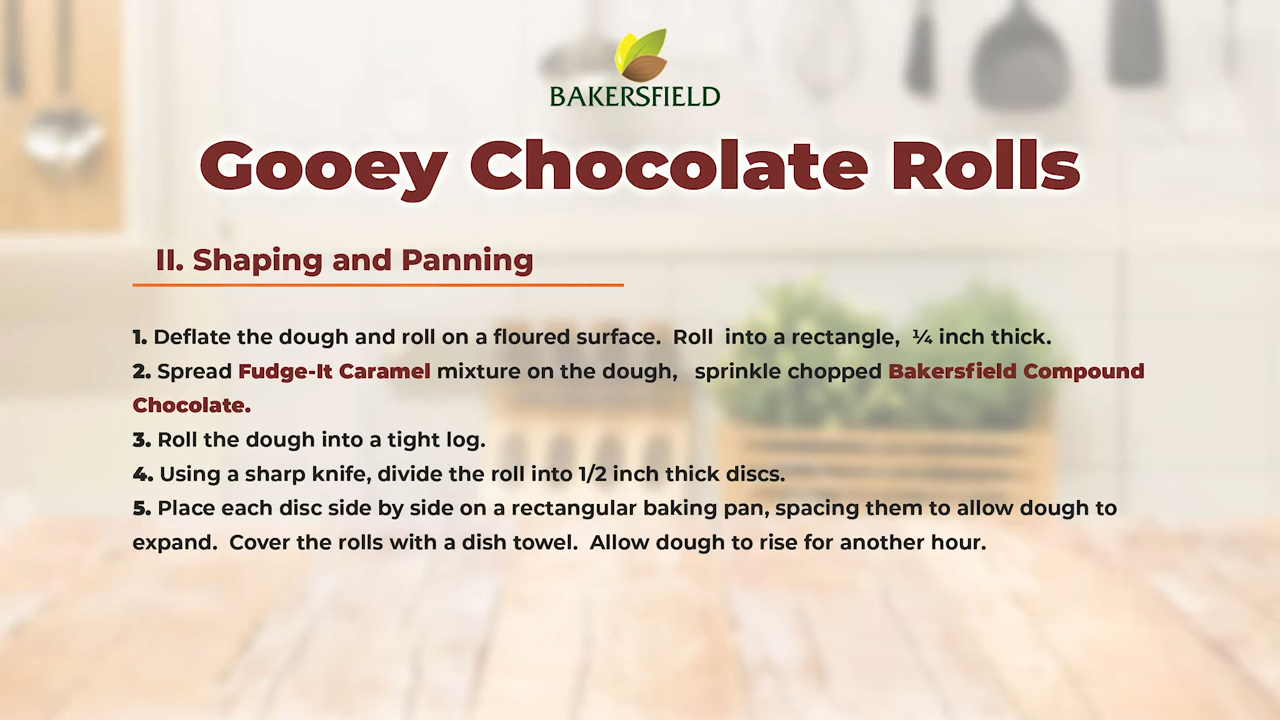 BAKERSFIELD
Gooey Chocolate Rolls
II. Shaping and Panning
1. Deflate the dough and roll on a floured surface.  Roll  into a rectangle,  ¼ inch thick.
2. Spread Fudge-It Caramel mixture on the dough,   sprinkle chopped Bakersfield Compound
Chocolate.
3. Roll the dough into a tight log.
4. Using a sharp knife, divide the roll into 1/2 inch thick discs.
5. Place each disc side by side on a rectangular baking pan, spacing them to allow dough to
expand.  Cover the rolls with a dish towel.  Allow dough to rise for another hour.